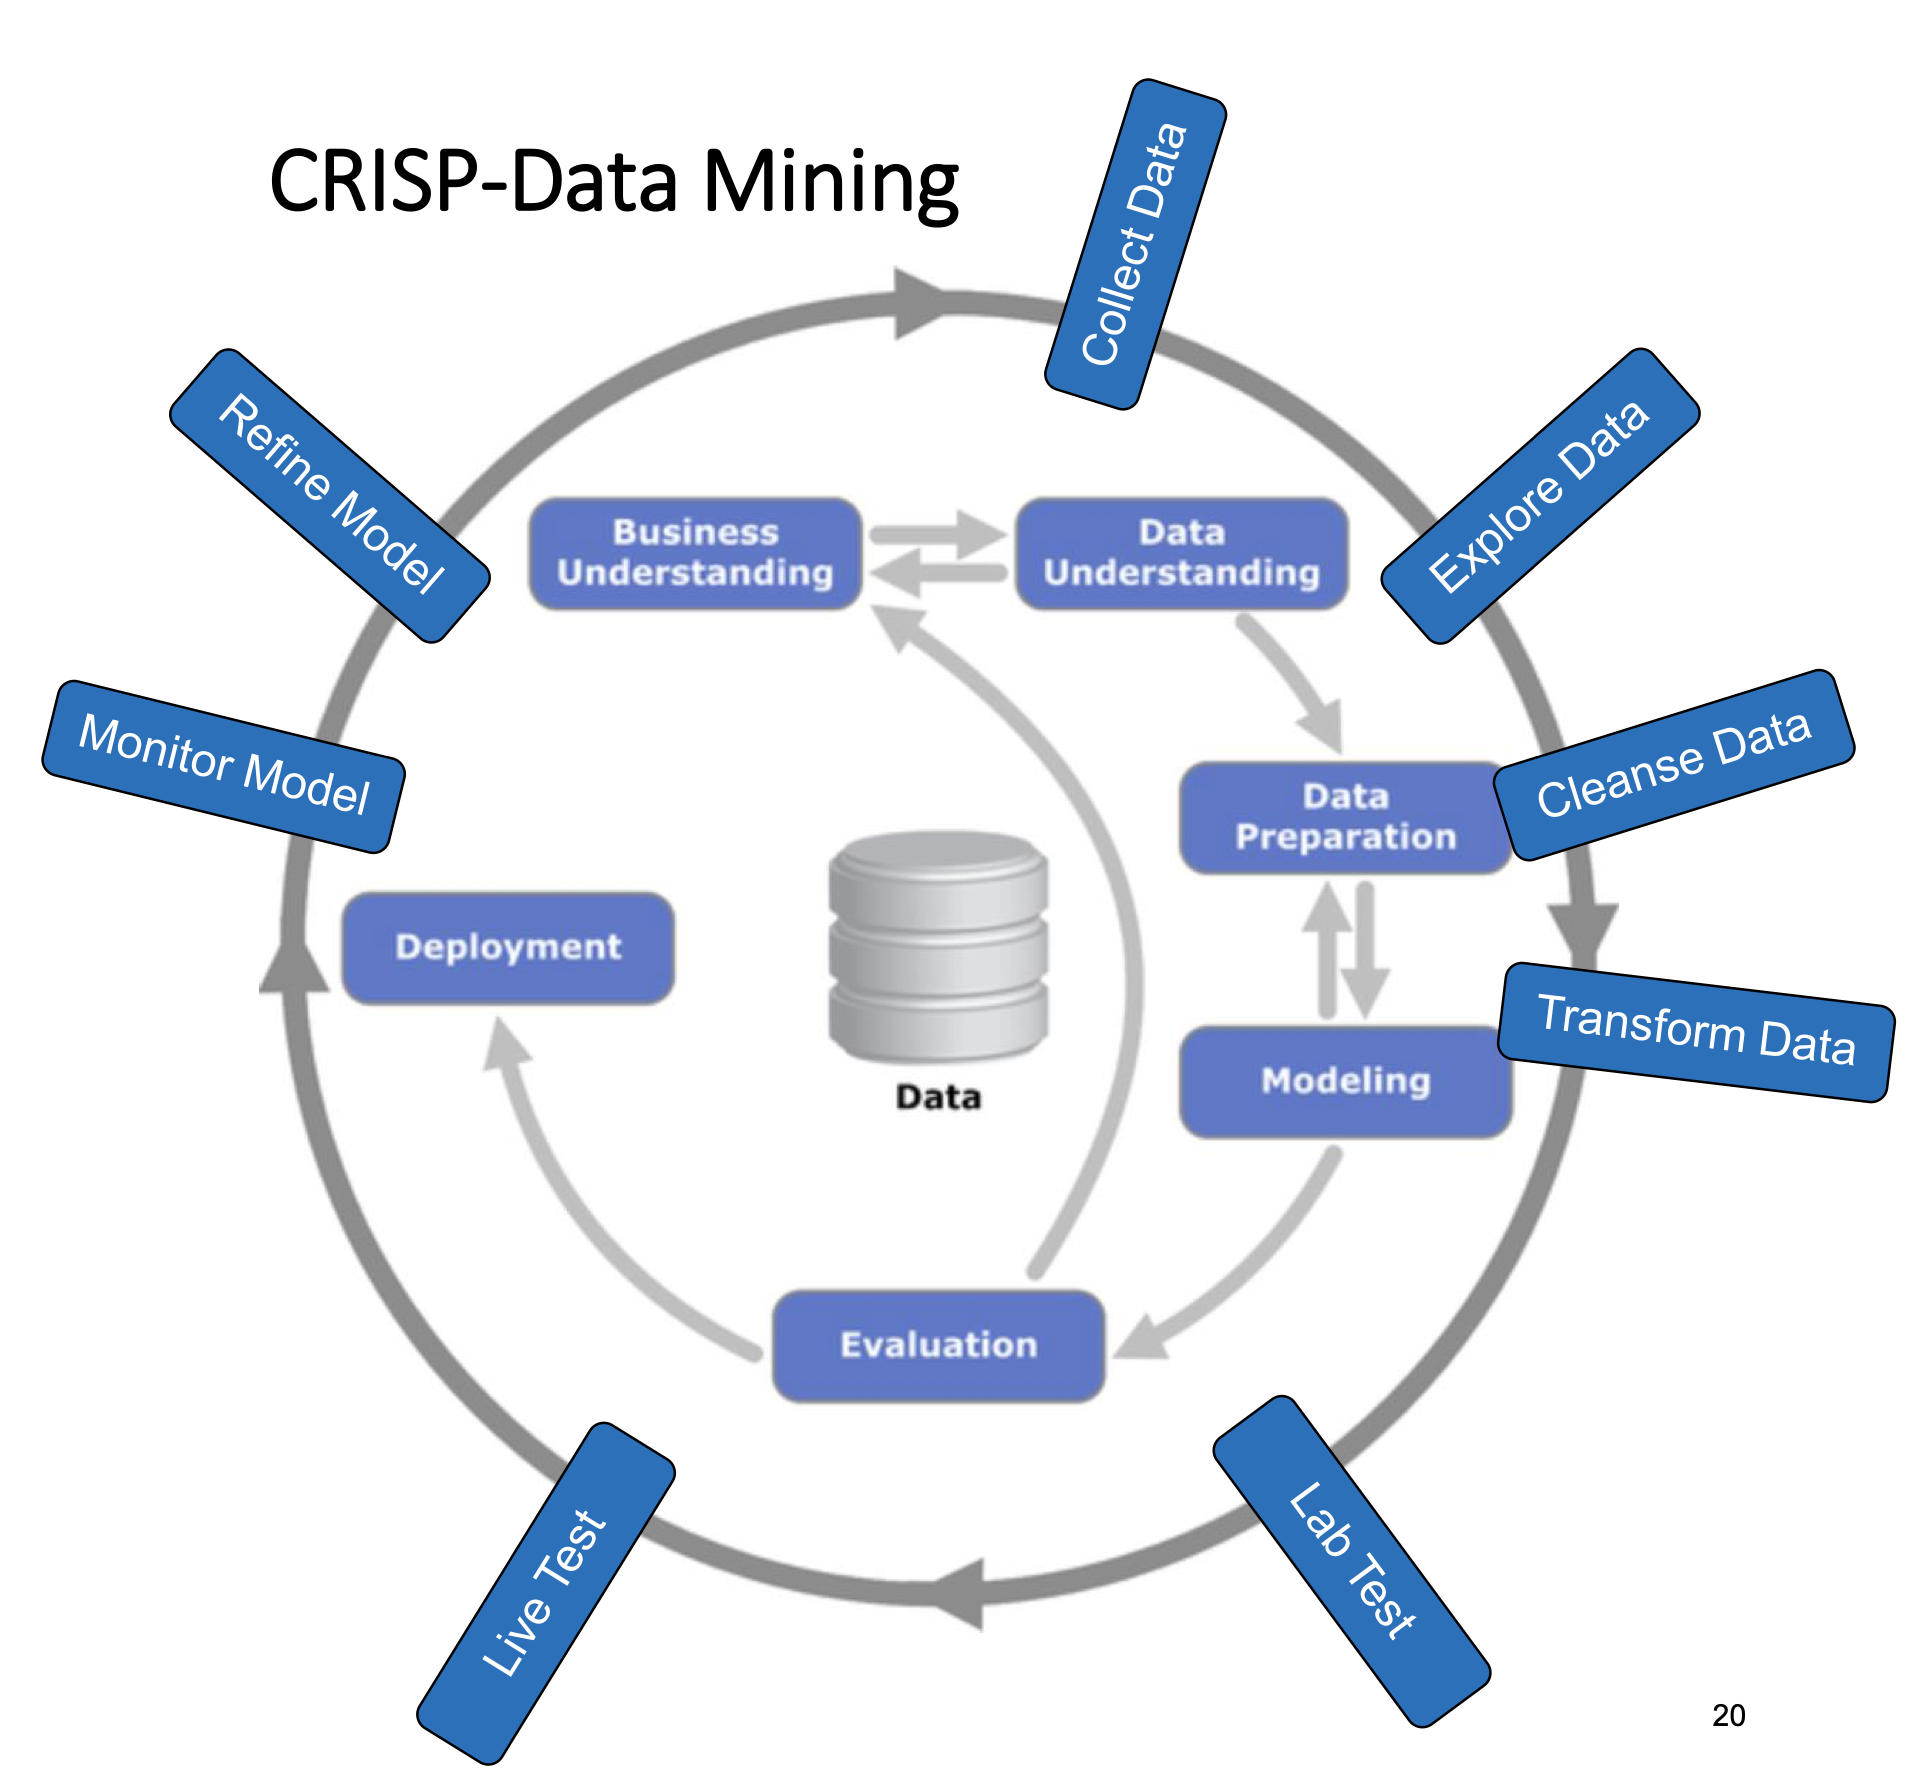 CRISP-Data Mining
Collect Data
Explore Data
Cleanse Data
Transform Data
Lab Test
Live Test
Monitor Model
Refine Model
Business
Understanding
Data
Understanding
Data
Preparation
Modeling
Evaluation
Deployment
Data
20